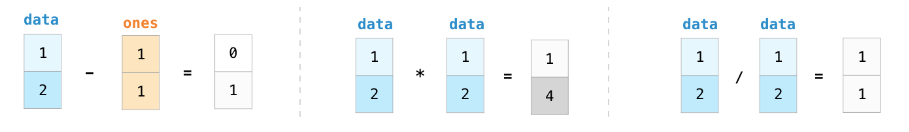 data ones
1 1 0
- =
2 1 1
data data
1 1 1
* =
2 2 4
data data
1 1 1
/ =
2 2 1